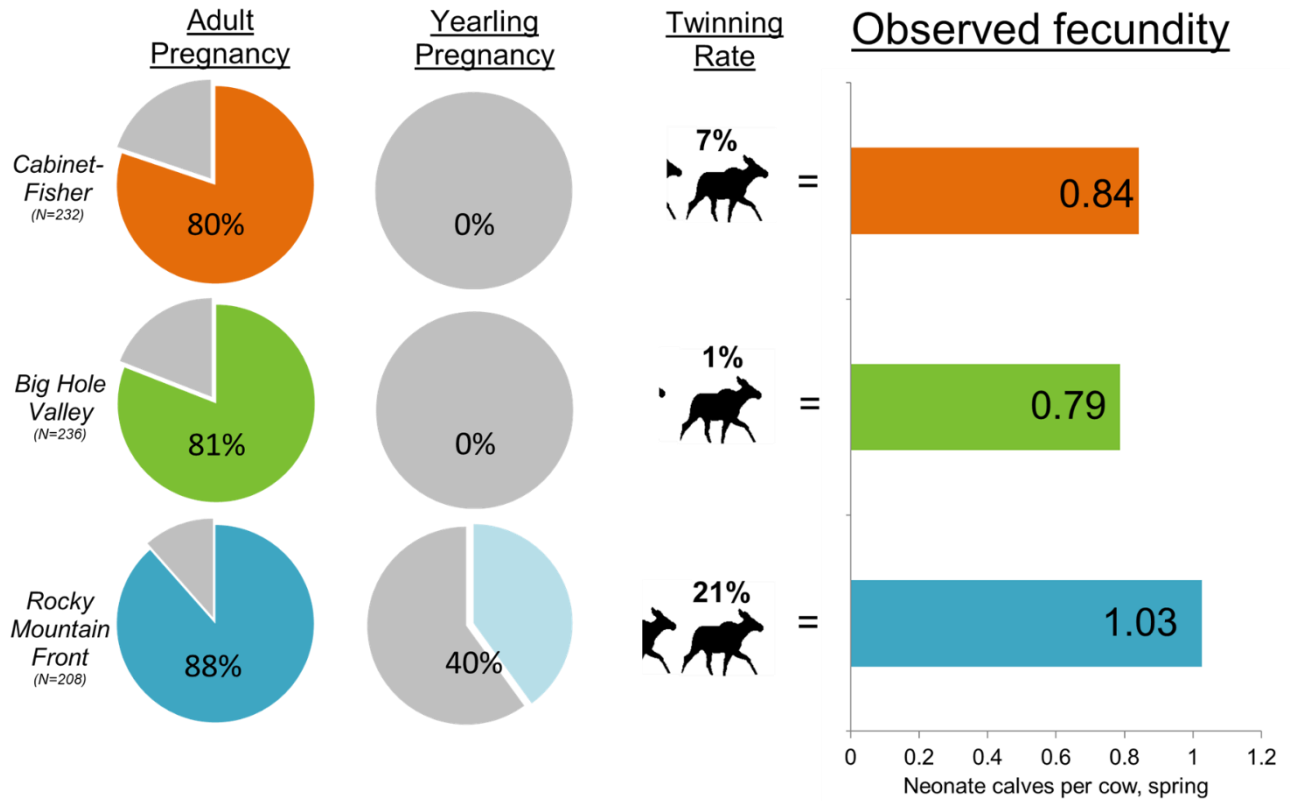 Adult
Pregnancy
Yearling
Pregnancy
Twinning
Rate
Observed fecundity
Cabinet-
Fisher
(N=232)
80%
0%
7%
=
0.84
Big Hole
Valley
(N=236)
81%
0%
1%
=
0.79
Rocky
Mountain
Front
(N=208)
88%
40%
21%
=
1.03
0 0.2 0.4 0.6 0.8 1 1.2
Neonate calves per cow, spring